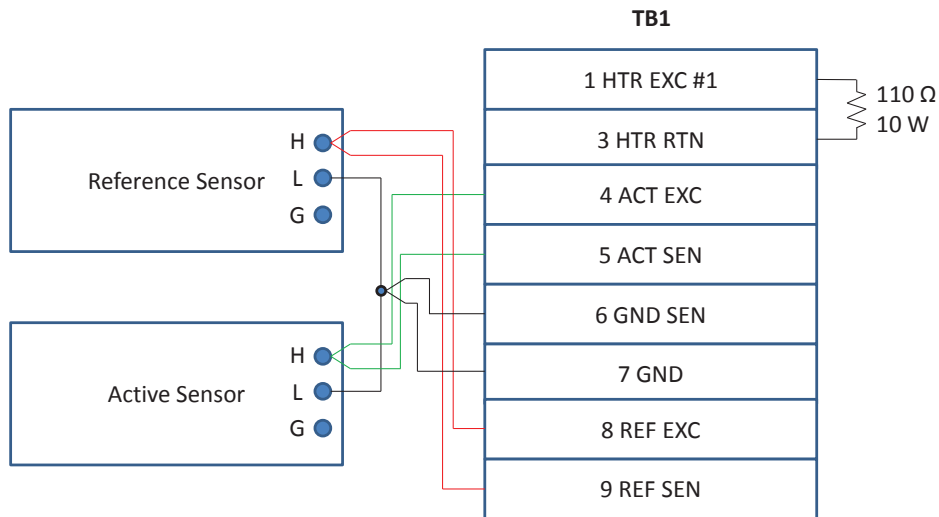 TB1
1 HTR EXC #1
110 Ω
10 W
3 HTR RTN
Reference Sensor
H
L
G
4 ACT EXC
5 ACT SEN
6 GND SEN
7 GND
Active Sensor
H
L
G
8 REF EXC
9 REF SEN